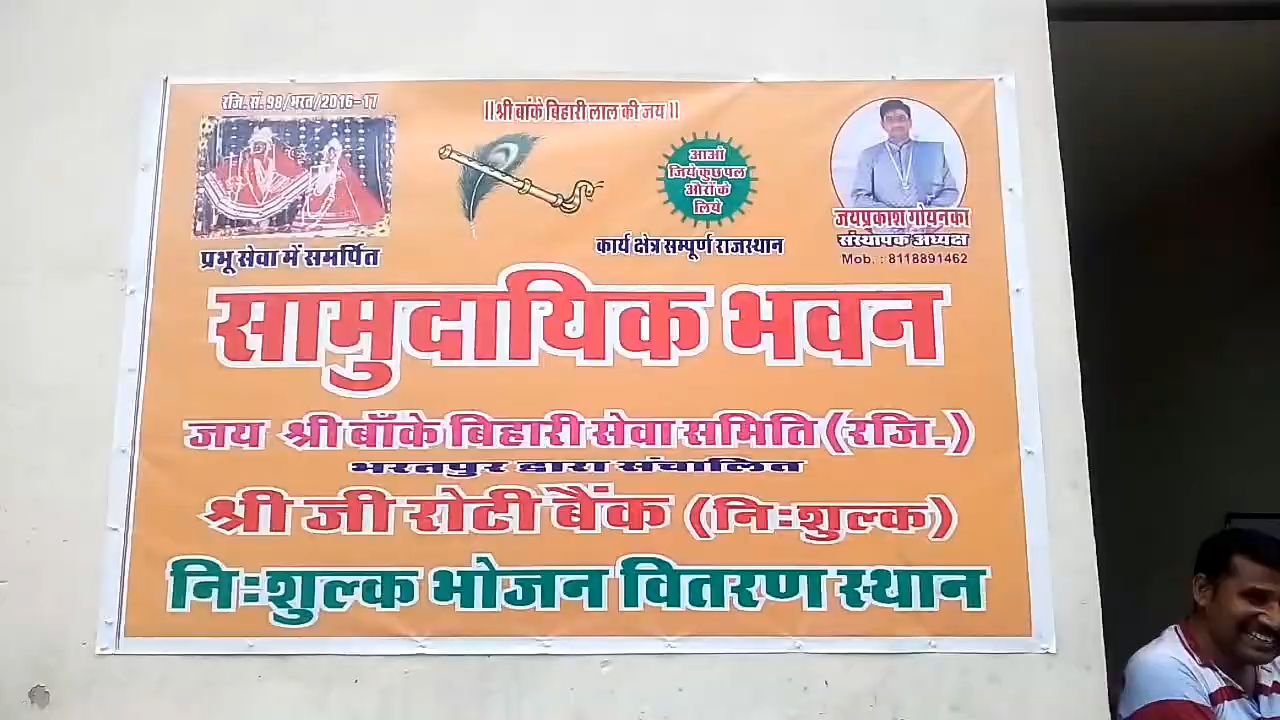 रजि. सं. 98/भरत/2016-17
॥श्री बांके बिहारी लाल की जय॥
आओ
जिये कुछ पल
औरों के
लिये
जयप्रकाश गोयनका
संस्थापक अध्यक्ष
Mob. : 8118891462
प्रभू सेवा में समर्पित
कार्य क्षेत्र सम्पूर्ण राजस्थान
सामुदायिक भवन
जय श्री बाँके बिहारी सेवा समिति (रजि.)
भरतपुर द्वारा संचालित
श्री जी रोटी बैंक (निःशुल्क)
निःशुल्क भोजन वितरण स्थान